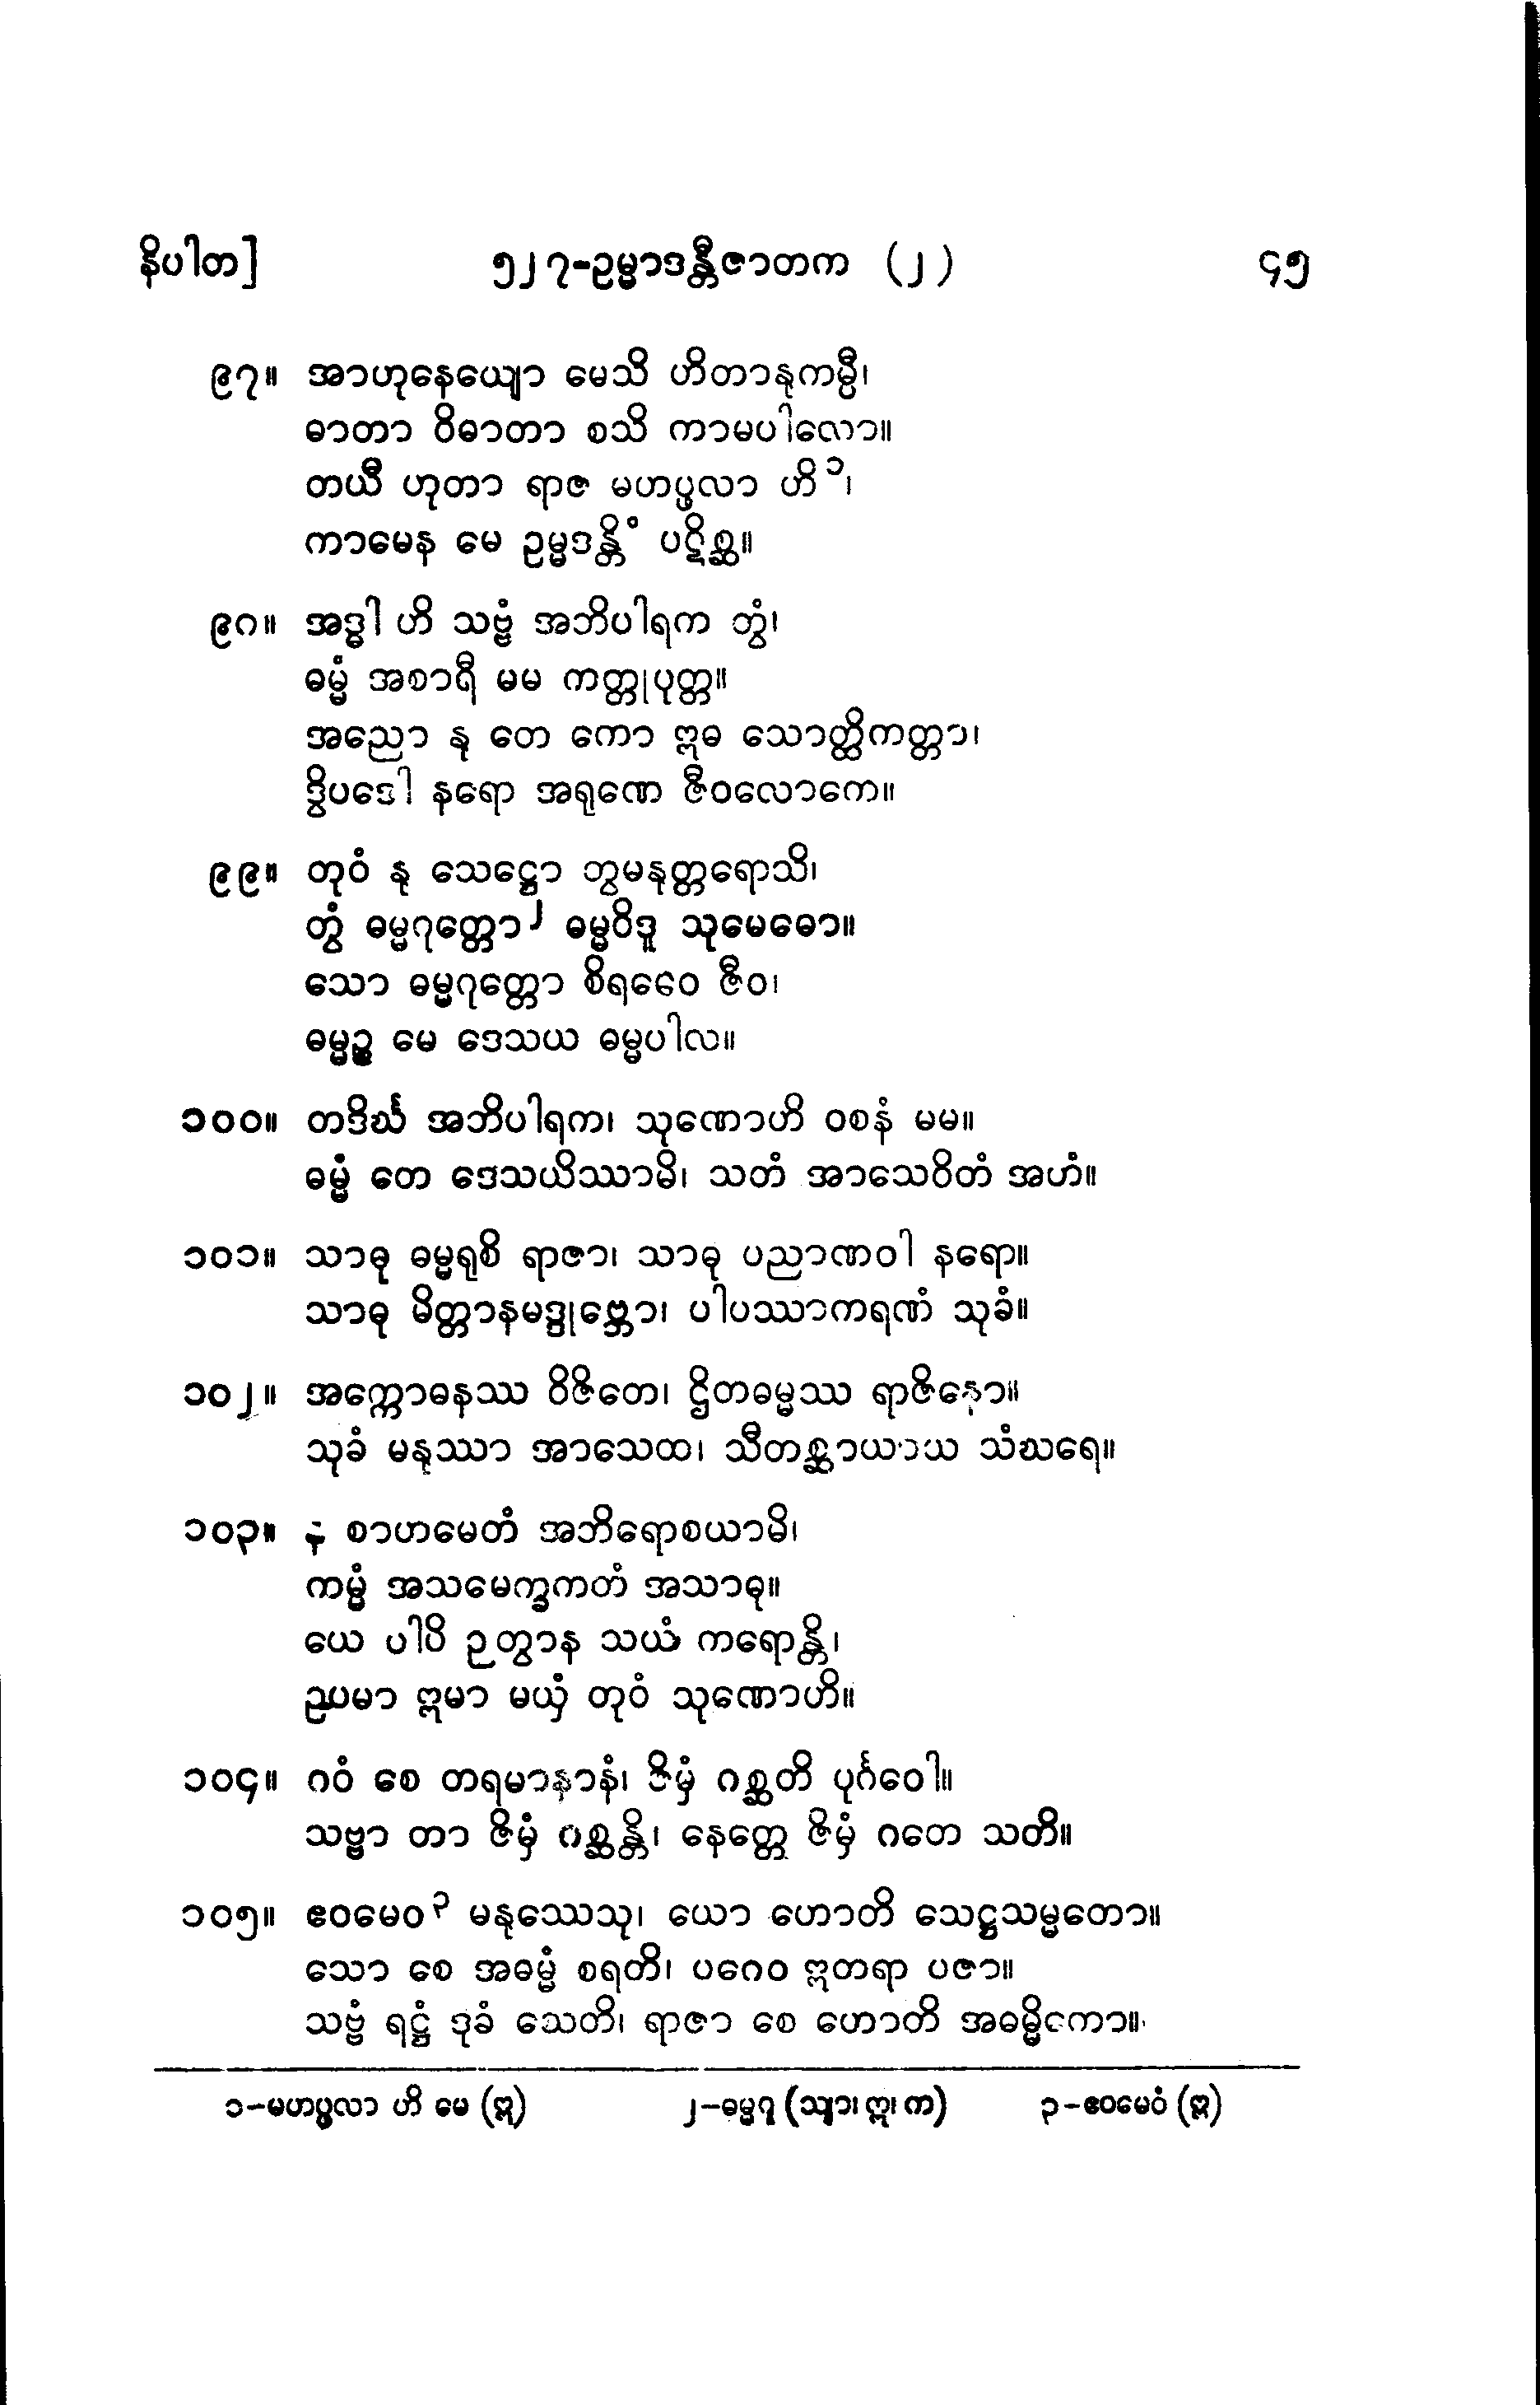 နိပါတ] ၅၂၇-ဥမ္မာဒန္တီဇာတက (၂) ၄၅
၉၇။ အာဟုနေယျော မေသိ ဟိတာနုကမ္ပီ၊
ဓာတာ ဝိဓာတာ စသိ ကာမပါလော။
တယီ ဟုတာ ရာဇ မဟပ္ဖလာ ဟိ ၁၊
ကာမေန မေ ဥမ္မဒန္တိံ ပဋိစ္ဆ။
၉၈။ အဒ္ဓါ ဟိ သဗ္ဗံ အဘိပါရက တွံ၊
ဓမ္မံ အစာရီ မမ ကတ္တုပုတ္တ။
အညော နု တေ ကော ဣဓ သောတ္ထိကတ္တာ၊
ဒွိပဒေါ နရော အရုဏေ ဇီဝလောကေ။
၉၉။ တုဝံ နု သေဋ္ဌော တွမနုတ္တရောသိ၊
တွံ ဓမ္မဂုတ္တော ၂ ဓမ္မဝိဒူ သုမေဓော။
သော ဓမ္မဂုတ္တော စိရမေဝ ဇီဝ၊
ဓမ္မဉ္စ မေ ဒေသယ ဓမ္မပါလ။
၁၀၀။ တဒိင်္ဃ အဘိပါရက၊ သုဏောဟိ ဝစနံ မမ။
ဓမ္မံ တေ ဒေသယိဿာမိ၊ သတံ အာသေဝိတံ အဟံ။
၁၀၁။ သာဓု ဓမ္မရုစိ ရာဇာ၊ သာဓု ပညာဏဝါ နရော။
သာဓု မိတ္တာနမဒ္ဒုဗ္ဘော၊ ပါပဿာကရဏံ သုခံ။
၁၀၂။ အက္ကောဓနဿ ဝိဇိတေ၊ ဌိတဓမ္မဿ ရာဇိနော။
သုခံ မနုဿာ အာသေထ၊ သီတစ္ဆာယာယ သံဃရေ။
၁၀၃။ န စာဟမေတံ အဘိရောစယာမိ၊
ကမ္မံ အသမေက္ခကတံ အသာဓု။
ယေ ဝါပိ ဉတွာန သယံ ကရောန္တိ၊
ဥပမာ ဣမာ မယှံ တုဝံ သုဏောဟိ။
၁၀၄။ ဂဝံ စေ တရမာနာနံ၊ ဇိမှံ ဂစ္ဆတိ ပုင်္ဂဝေါ။
သဗ္ဗာ တာ ဇိမှံ ဂစ္ဆန္တိ၊ နေတ္တေ ဇိမှံ ဂတေ သတိ။
၁၀၅။ ဧဝမေဝ ၃ မနုဿေသု၊ ယော ဟောတိ သေဋ္ဌသမ္မတော။
သော စေ အဓမ္မံ စရတိ၊ ပဂေဝ ဣတရာ ပဇာ။
သဗ္ဗံ ရဋ္ဌံ ဒုခံ သေတိ၊ ရာဇာ စေ ဟောတိ အဓမ္မိကော။
၁-မဟပ္ဖလာ ဟိ မေ (ဣ) ၂-ဓမ္မဂူ (သျာ၊ ဣ၊ က) ၃-ဧဝမေဝံ (ဣ)